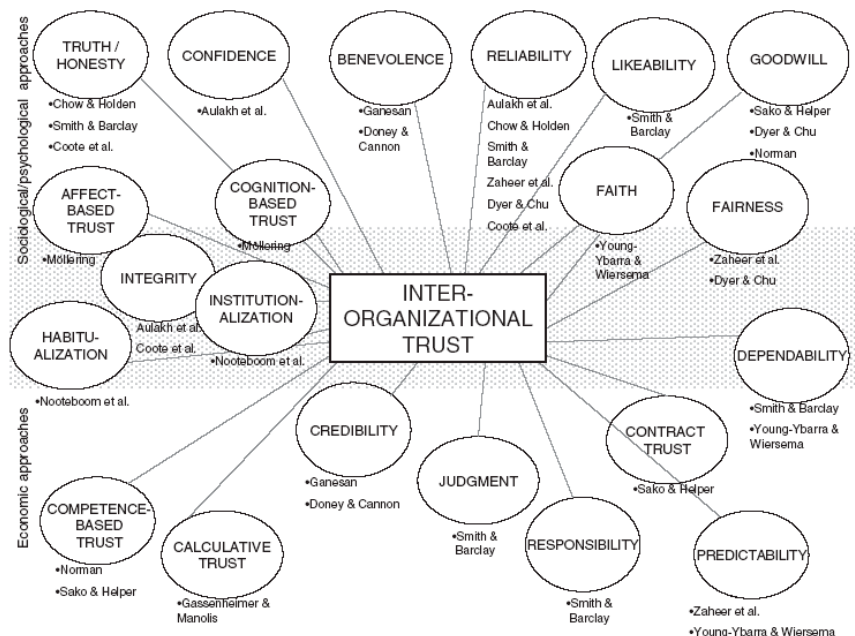 Sociological/psychological approaches
TRUTH /
HONESTY
•Chow & Holden
•Smith & Barclay
•Coote et al.
CONFIDENCE
•Aulakh et al.
BENEVOLENCE
•Ganesan
•Doney &
Cannon
RELIABILITY
Aulakh et al.
Chow & Holden
Smith &
Barclay
Zaheer et al.
Dyer & Chu
Coote et al.
LIKEABILITY
•Smith &
Barclay
GOODWILL
•Sako & Helper
•Dyer & Chu
•Norman
AFFECT-
BASED
TRUST
•Möllering
COGNITION-
BASED
TRUST
•Möllering
FAITH
•Young-
Ybarra &
Wiersema
FAIRNESS
•Zaheer et al.
•Dyer & Chu
INTEGRITY
Aulakh et al.
Coote et al.
INSTITUTION-
ALIZATION
•Nooteboom et al.
INTER-
ORGANIZATIONAL
TRUST
HABITU-
ALIZATION
•Nooteboom et al.
DEPENDABILITY
•Smith & Barclay
•Young-Ybarra &
Wiersema
Economic approaches
CREDIBILITY
•Ganesan
•Doney & Cannon
JUDGMENT
•Smith &
Barclay
CONTRACT
TRUST
•Sako & Helper
COMPETENCE-
BASED
TRUST
•Norman
•Sako & Helper
CALCULATIVE
TRUST
•Gassenheimer &
Manolis
RESPONSIBILITY
•Smith &
Barclay
PREDICTABILITY
•Zaheer et al.
•Young-Ybarra & Wiersema